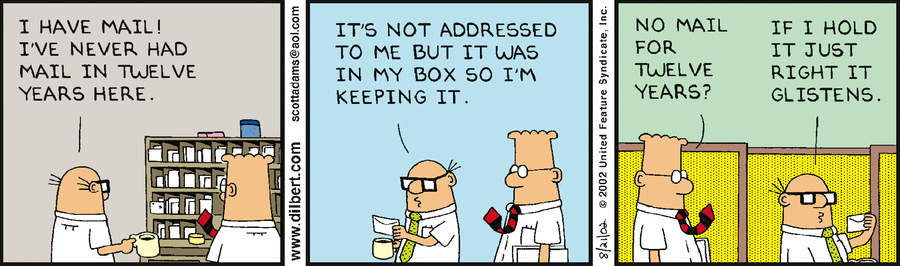 I HAVE MAIL!
I'VE NEVER HAD
MAIL IN TWELVE
YEARS HERE.
www.dilbert.com
scottadams@aol.com
IT'S NOT ADDRESSED
TO ME BUT IT WAS
IN MY BOX SO I'M
KEEPING IT.
8/21/02 © 2002 United Feature Syndicate, Inc.
NO MAIL
FOR
TWELVE
YEARS?
IF I HOLD
IT JUST
RIGHT IT
GLISTENS.